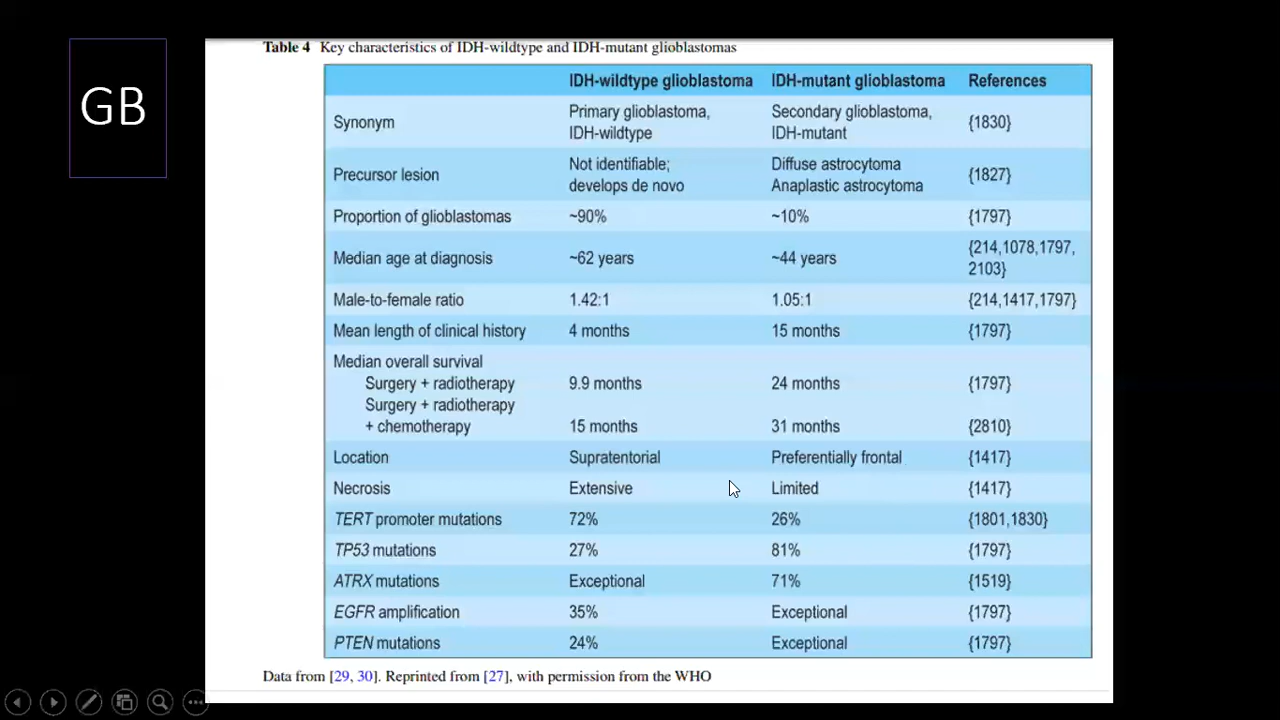 GB
Table 4 Key characteristics of IDH-wildtype and IDH-mutant glioblastomas
IDH-wildtype glioblastoma IDH-mutant glioblastoma References
Synonym Primary glioblastoma, IDH-wildtype Secondary glioblastoma, IDH-mutant {1830}
Precursor lesion Not identifiable; develops de novo Diffuse astrocytoma Anaplastic astrocytoma {1827}
Proportion of glioblastomas ~90% ~10% {1797}
Median age at diagnosis ~62 years ~44 years {214,1078,1797, 2103}
Male-to-female ratio 1.42:1 1.05:1 {214,1417,1797}
Mean length of clinical history 4 months 15 months {1797}
Median overall survival
Surgery + radiotherapy 9.9 months 24 months {1797}
Surgery + radiotherapy
+ chemotherapy 15 months 31 months {2810}
Location Supratentorial Preferentially frontal {1417}
Necrosis Extensive Limited {1417}
TERT promoter mutations 72% 26% {1801,1830}
TP53 mutations 27% 81% {1797}
ATRX mutations Exceptional 71% {1519}
EGFR amplification 35% Exceptional {1797}
PTEN mutations 24% Exceptional {1797}
Data from [29, 30]. Reprinted from [27], with permission from the WHO